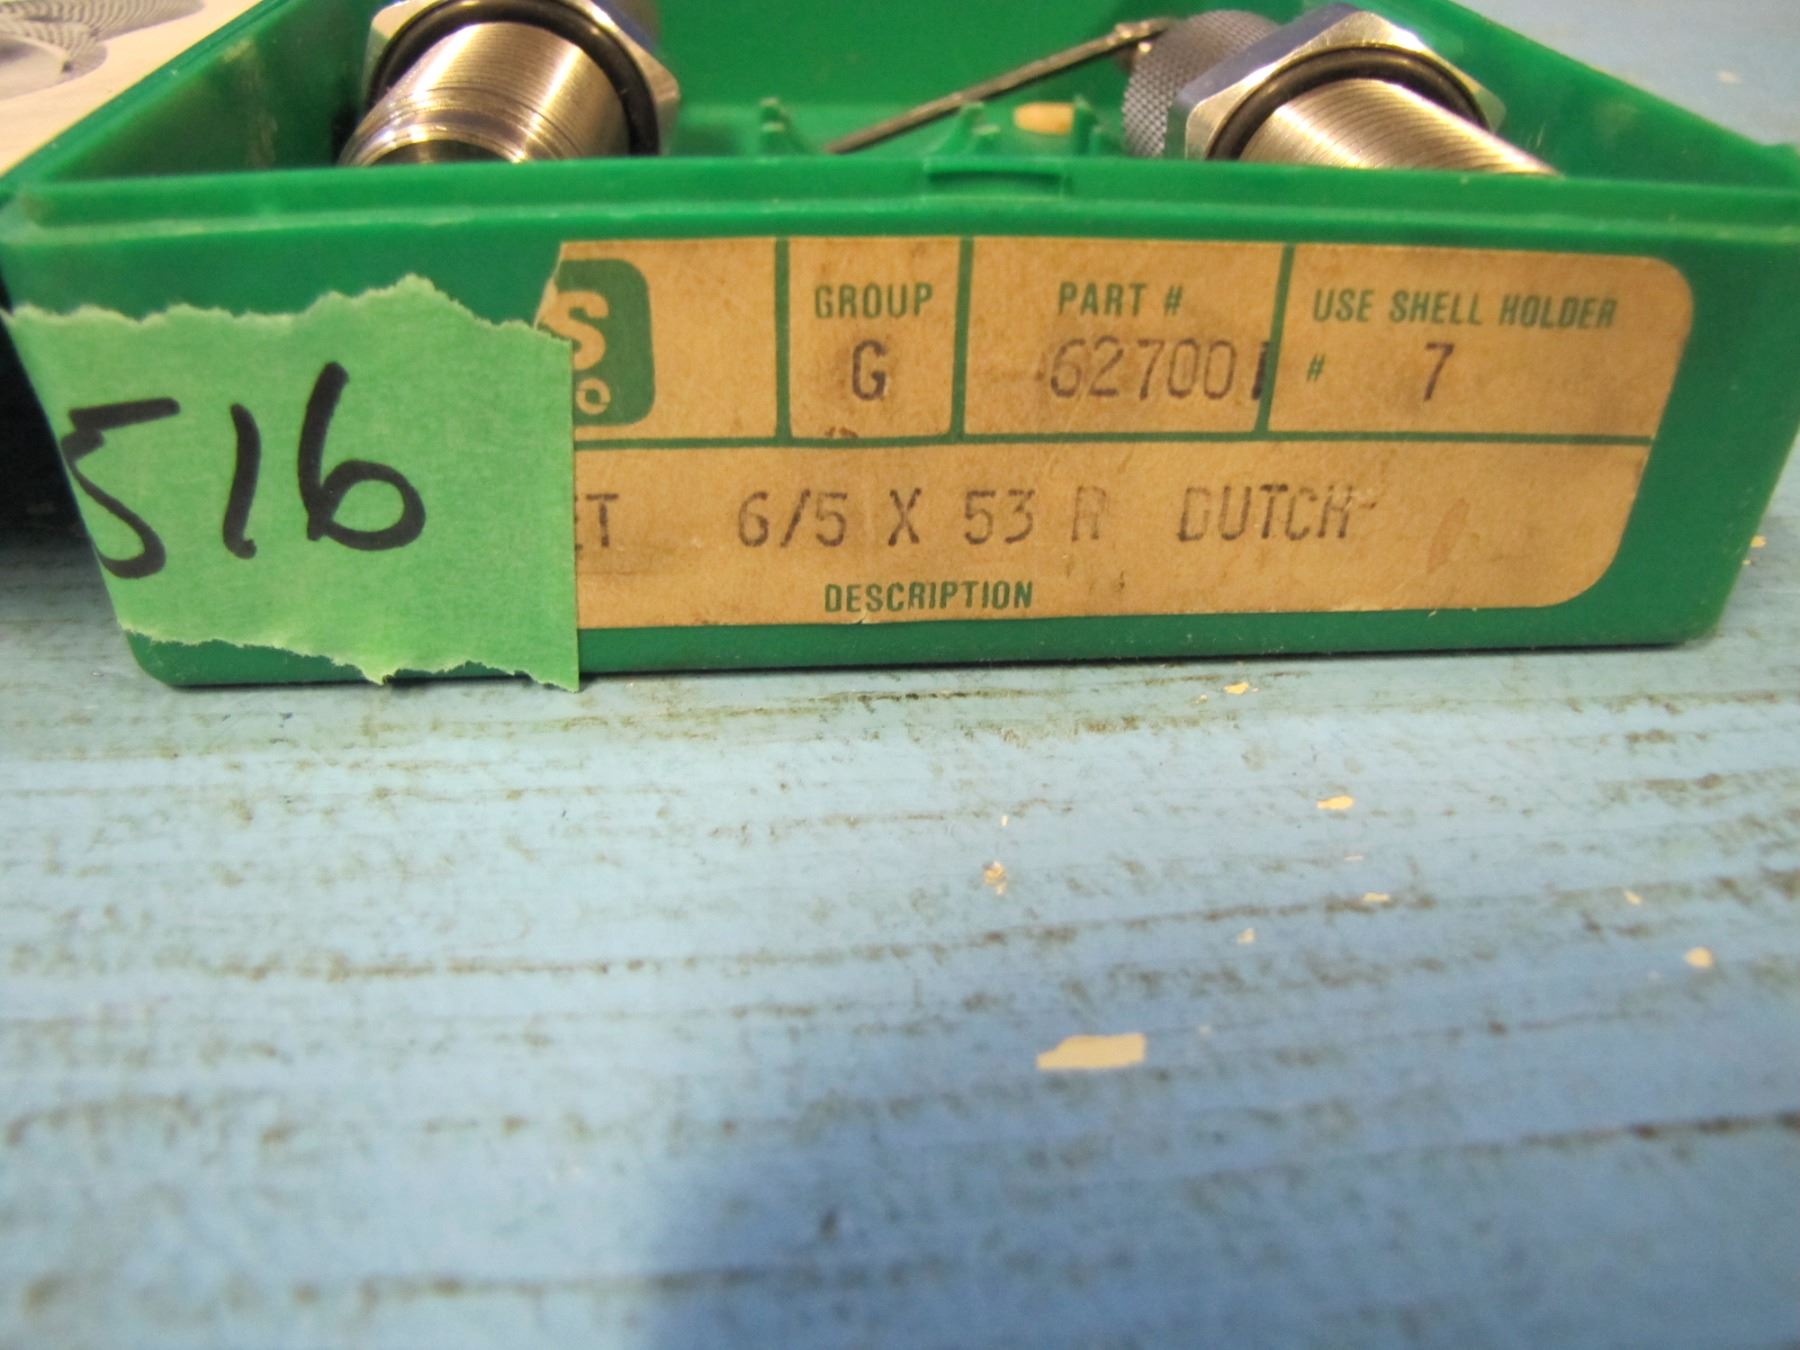 516
S
GROUP
PART #
USE SHELL HOLDER
O
G
62700
# 7
ET 6/5 X 53 R DUTCH
DESCRIPTION